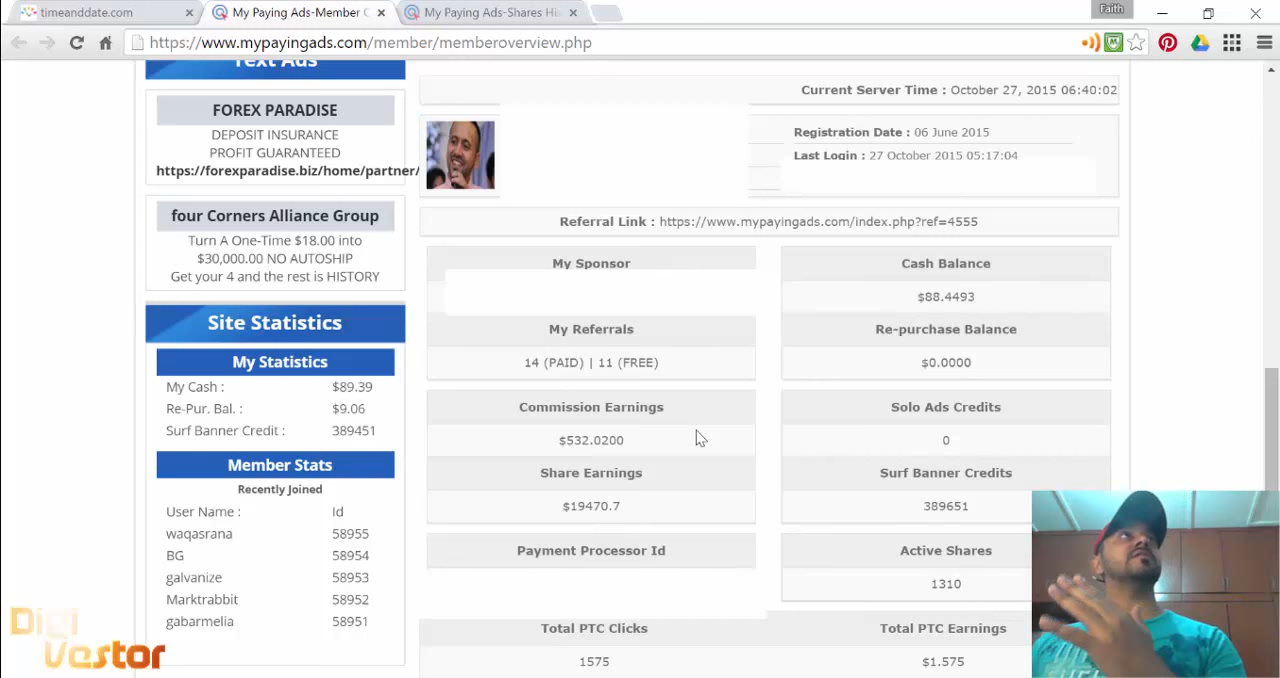 timeanddate.com
My Paying Ads-Member C
My Paying Ads-Shares His
Faith
https://www.mypayingads.com/member/memberoverview.php
Text Ads
FOREX PARADISE
DEPOSIT INSURANCE
PROFIT GUARANTEED
https://forexparadise.biz/home/partner/
four Corners Alliance Group
Turn A One-Time $18.00 into
$30,000.00 NO AUTOSHIP
Get your 4 and the rest is HISTORY
Site Statistics
My Statistics
My Cash : $89.39
Re-Pur. Bal. : $9.06
Surf Banner Credit : 389451
Member Stats
Recently Joined
User Name : Id
waqasrana 58955
BG 58954
galvanize 58953
Marktrabbit 58952
gabarmelia 58951
Current Server Time : October 27, 2015 06:40:02
Registration Date : 06 June 2015
Last Login : 27 October 2015 05:17:04
Referral Link : https://www.mypayingads.com/index.php?ref=4555
My Sponsor
My Referrals
14 (PAID) | 11 (FREE)
Commission Earnings
$532.0200
Share Earnings
$19470.7
Payment Processor Id
Total PTC Clicks
1575
Cash Balance
$88.4493
Re-purchase Balance
$0.0000
Solo Ads Credits
0
Surf Banner Credits
389651
Active Shares
1310
Total PTC Earnings
$1.575
Digi
Vestor